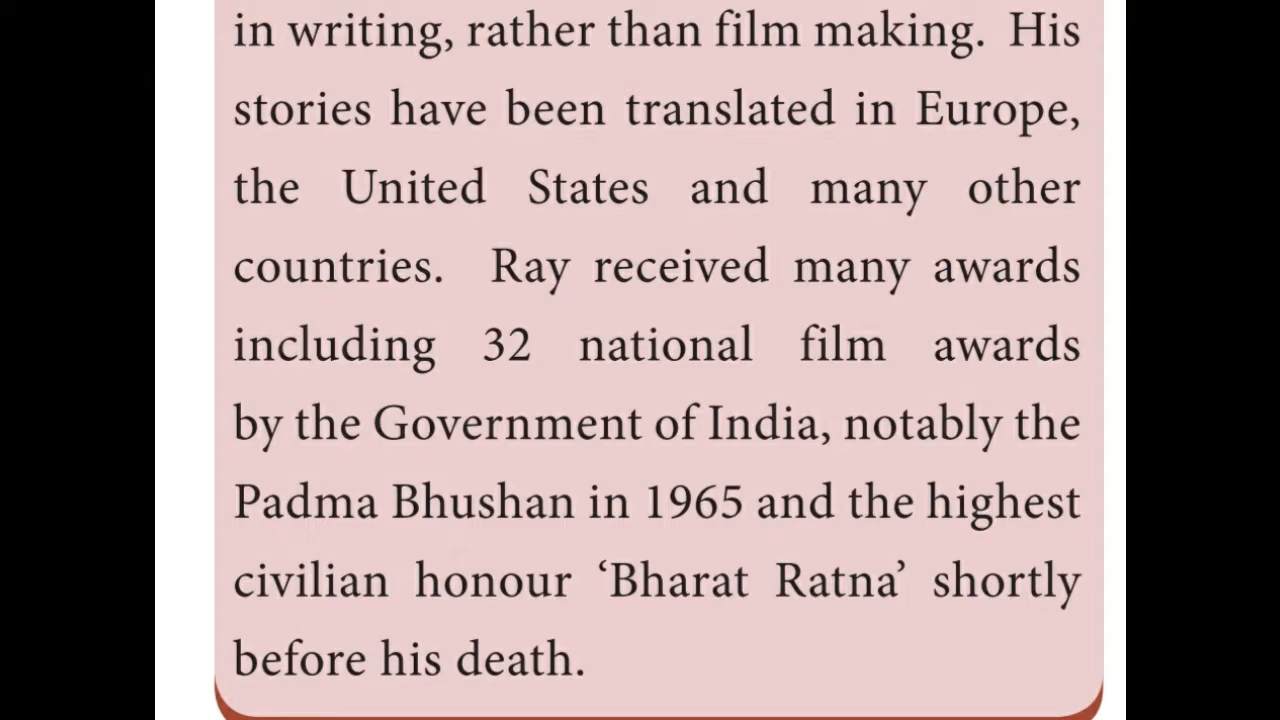 in writing, rather than film making. His
stories have been translated in Europe,
the United States and many other
countries. Ray received many awards
including 32 national film awards
by the Government of India, notably the
Padma Bhushan in 1965 and the highest
civilian honour ‘Bharat Ratna’ shortly
before his death.